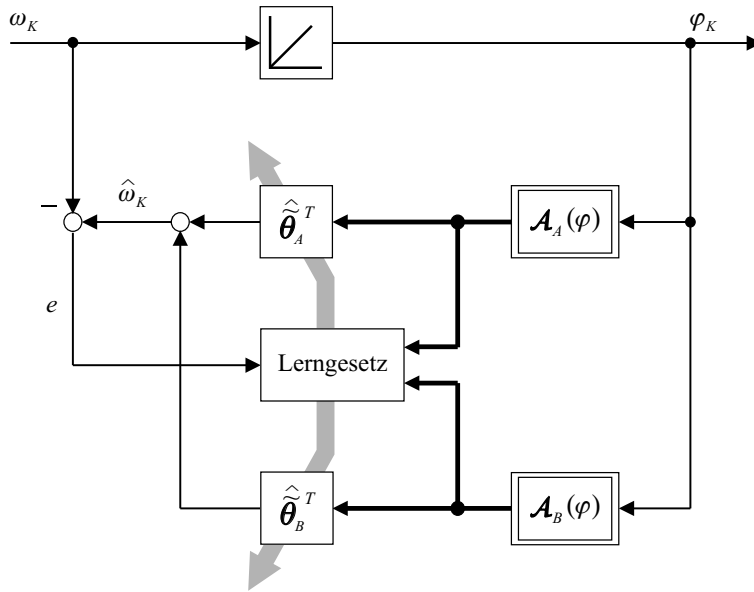 ω_K φ_K
− ω̂_K θ̃̂_A^T 𝓐_A(φ)
e
Lerngesetz
θ̃̂_B^T 𝓐_B(φ)